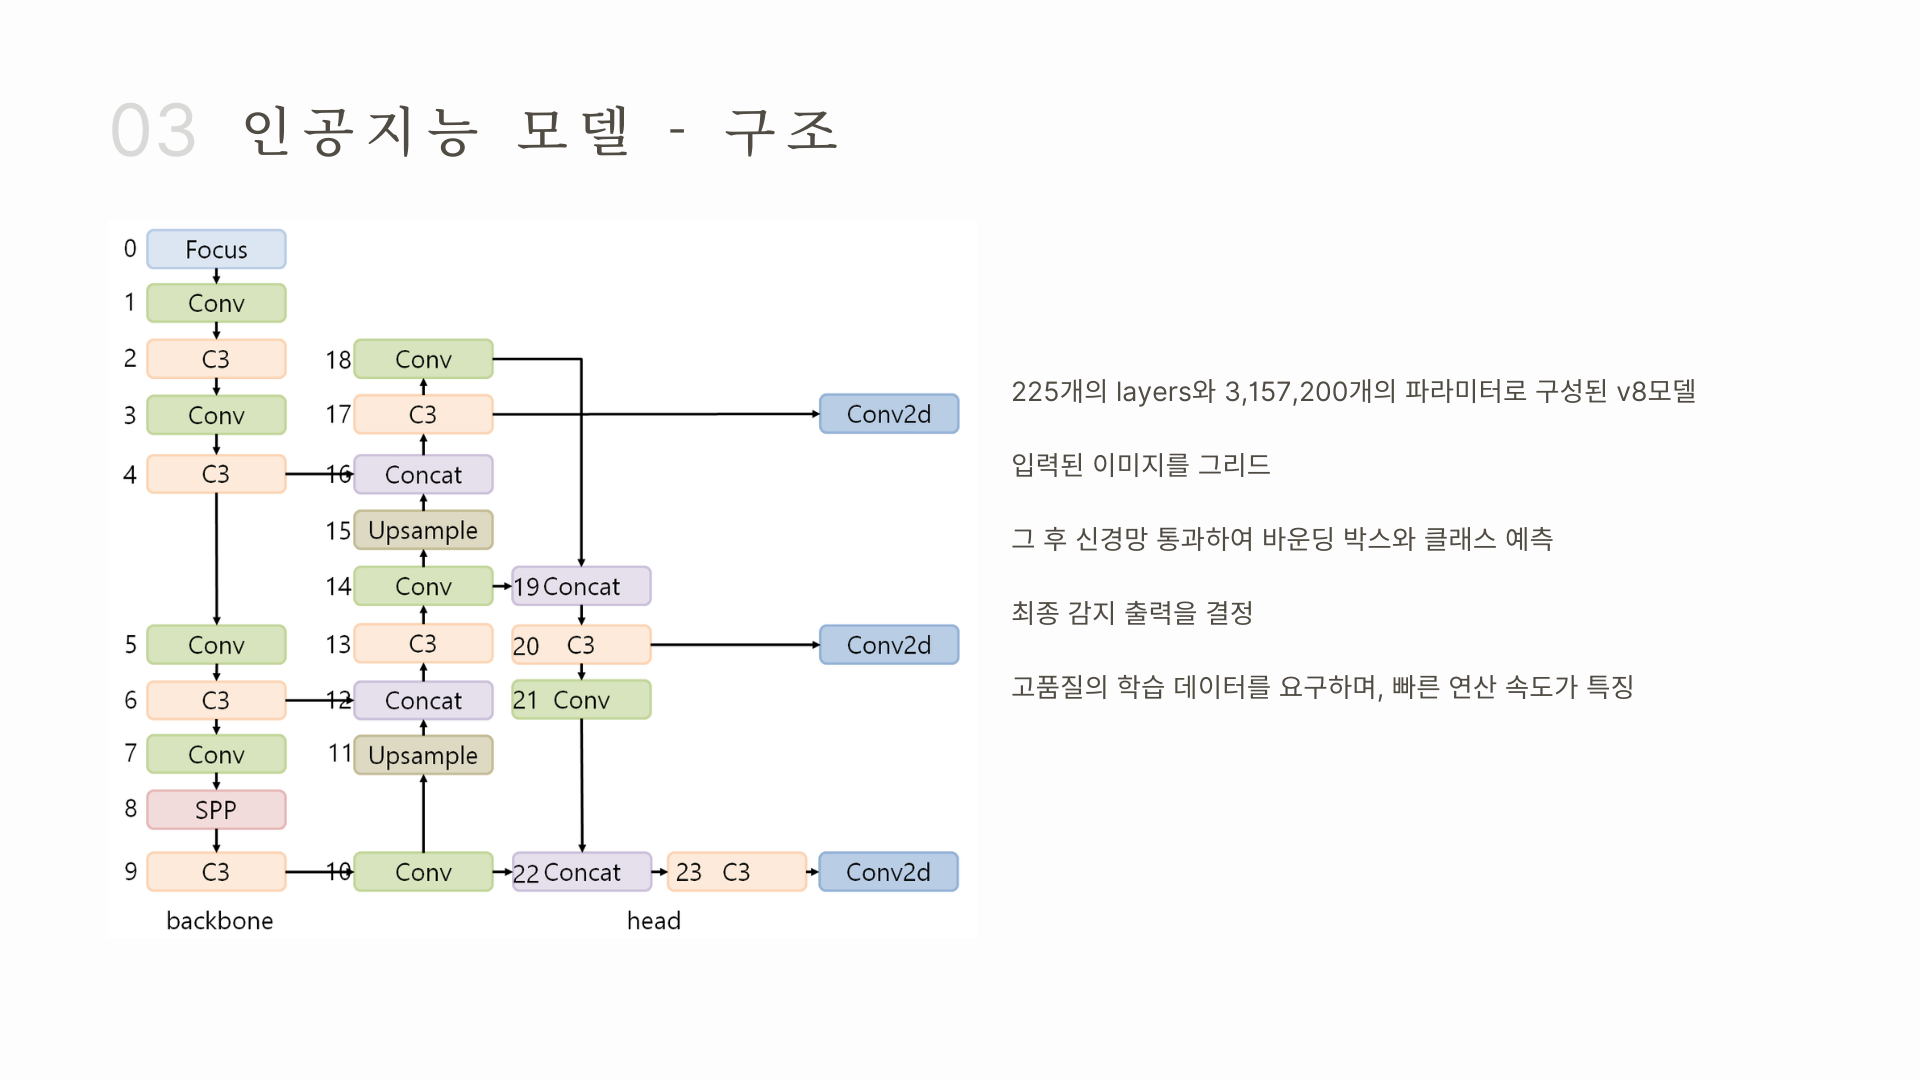 03 인공지능 모델 - 구조
0 Focus
1 Conv
2 C3
3 Conv
4 C3
5 Conv
6 C3
7 Conv
8 SPP
9 C3
backbone
18 Conv
17 C3
16 Concat
15 Upsample
14 Conv
13 C3
12 Concat
11 Upsample
10 Conv
19 Concat
20 C3
21 Conv
22 Concat
23 C3
Conv2d
Conv2d
Conv2d
head
225개의 layers와 3,157,200개의 파라미터로 구성된 v8모델
입력된 이미지를 그리드
그 후 신경망 통과하여 바운딩 박스와 클래스 예측
최종 감지 출력을 결정
고품질의 학습 데이터를 요구하며, 빠른 연산 속도가 특징